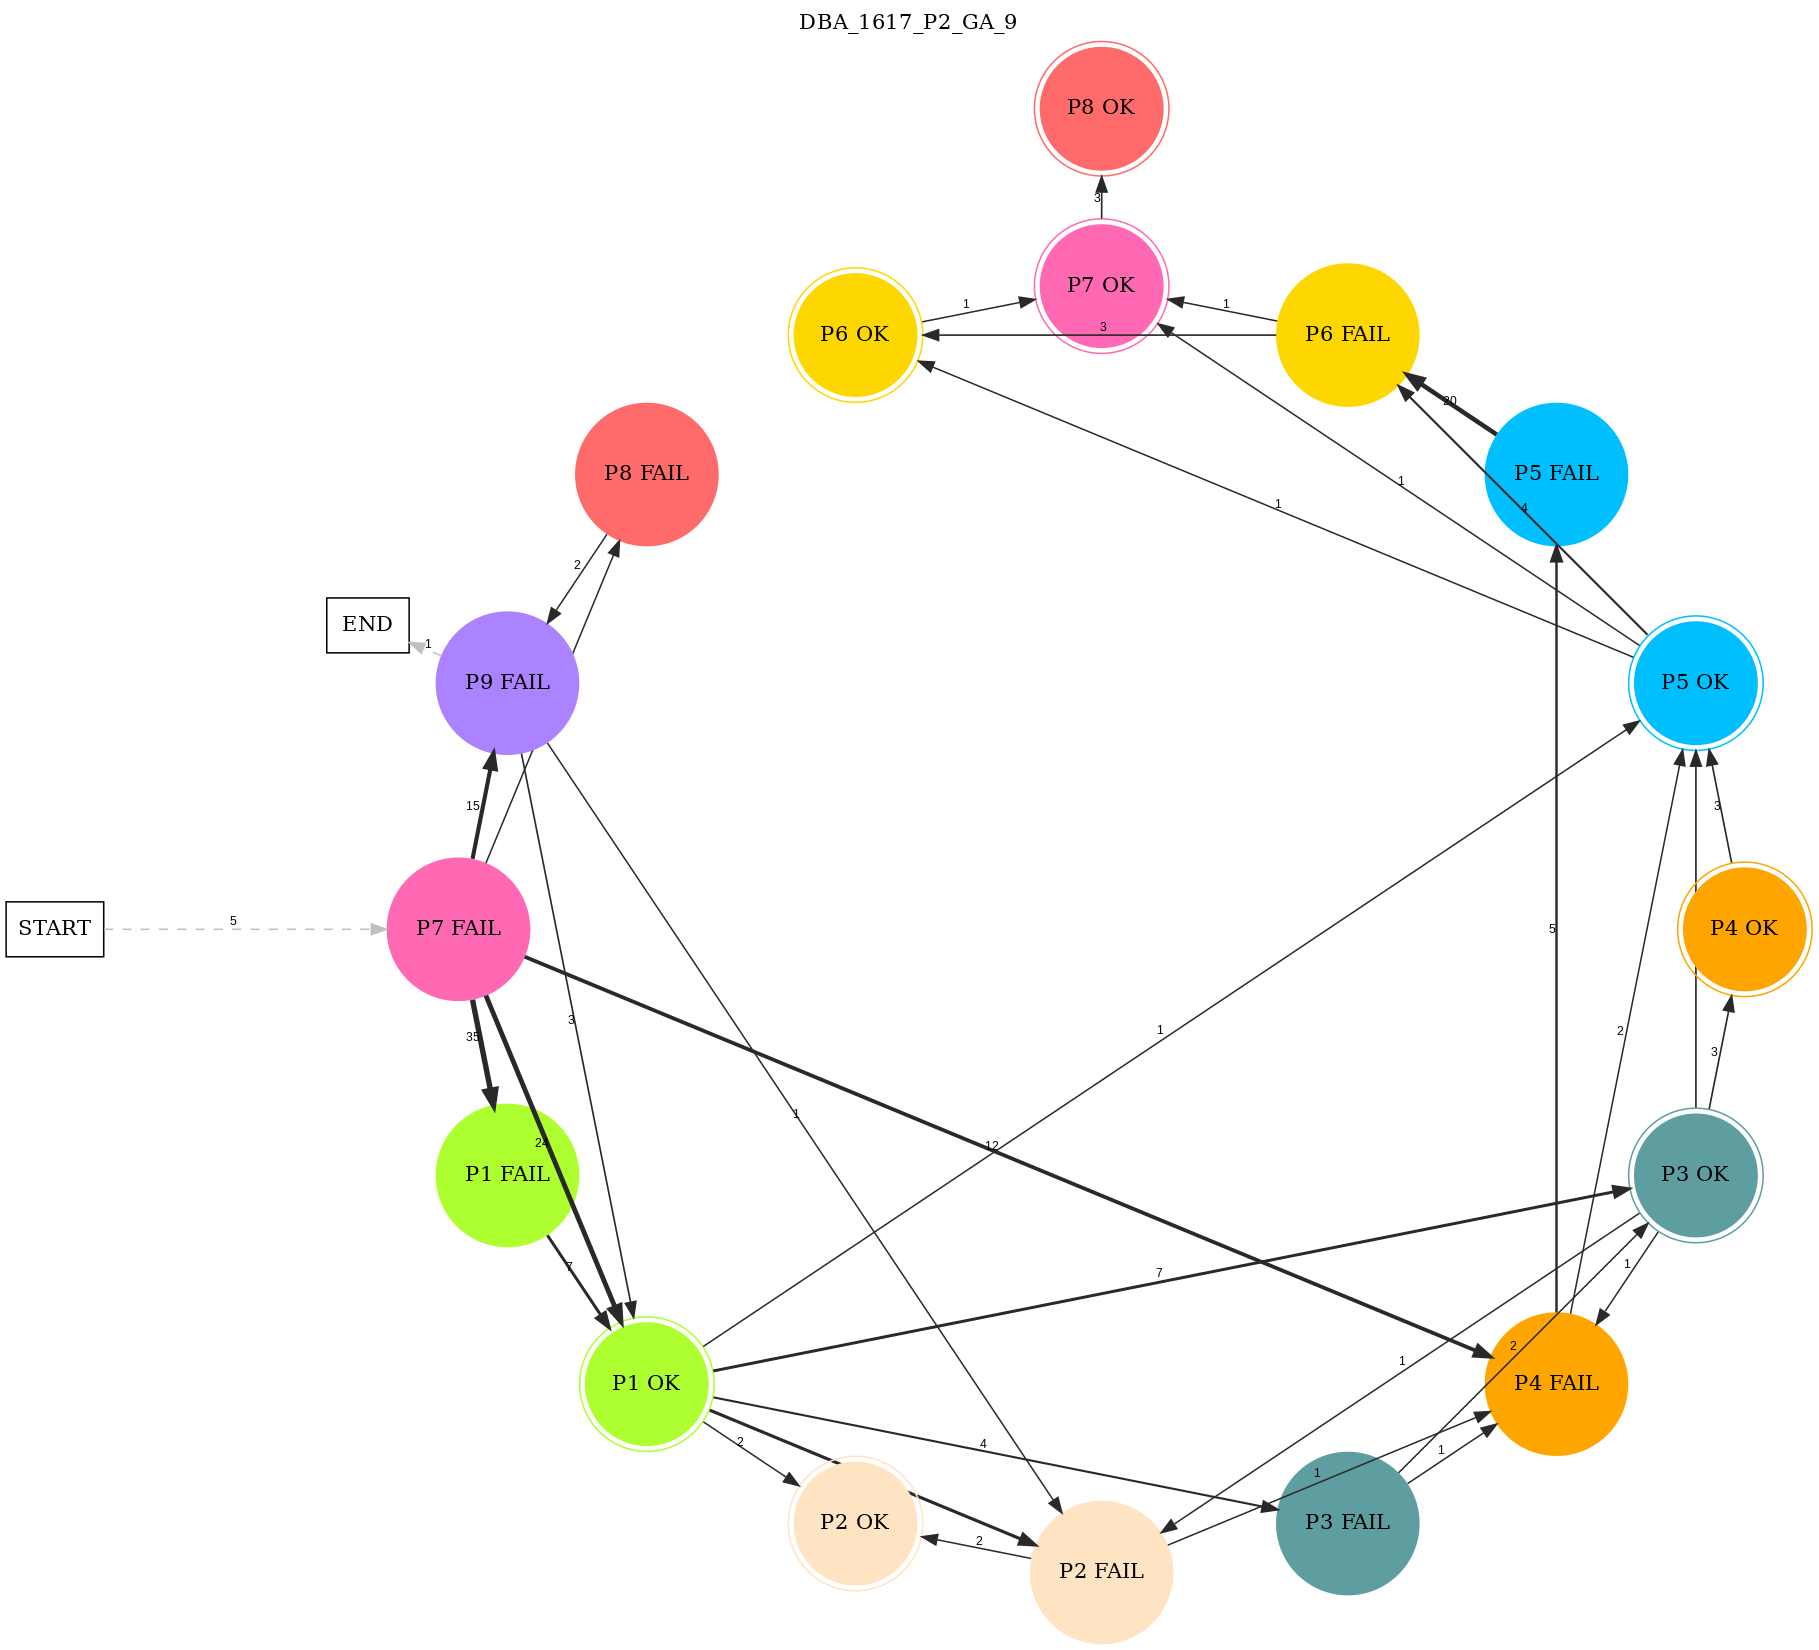 DBA_1617_P2_GA_9
P8 OK
3
P7 OK
P6 OK
1
1
3
P6 FAIL
20
P8 FAIL
P5 FAIL
1
1
4
2
END
1
P9 FAIL
P5 OK
15
3
START
5
P7 FAIL
5
P4 OK
3
1
2
35
3
24
1
12
P1 FAIL
P3 OK
7
7
1
2
1
P1 OK
P4 FAIL
2
4
1
1
P2 OK
P3 FAIL
2
P2 FAIL